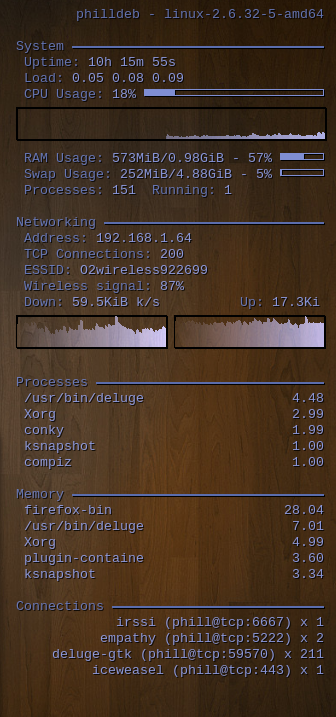 philldeb - linux-2.6.32-5-amd64
System
Uptime: 10h 15m 55s
Load: 0.05 0.08 0.09
CPU Usage: 18%
RAM Usage: 573MiB/0.98GiB - 57%
Swap Usage: 252MiB/4.88GiB - 5%
Processes: 151 Running: 1
Networking
Address: 192.168.1.64
TCP Connections: 200
ESSID: O2wireless922699
Wireless signal: 87%
Down: 59.5KiB k/s Up: 17.3Ki
Processes
/usr/bin/deluge 4.48
Xorg 2.99
conky 1.99
ksnapshot 1.00
compiz 1.00
Memory
firefox-bin 28.04
/usr/bin/deluge 7.01
Xorg 4.99
plugin-containe 3.60
ksnapshot 3.34
Connections
irssi (phill@tcp:6667) x 1
empathy (phill@tcp:5222) x 2
deluge-gtk (phill@tcp:59570) x 211
iceweasel (phill@tcp:443) x 1